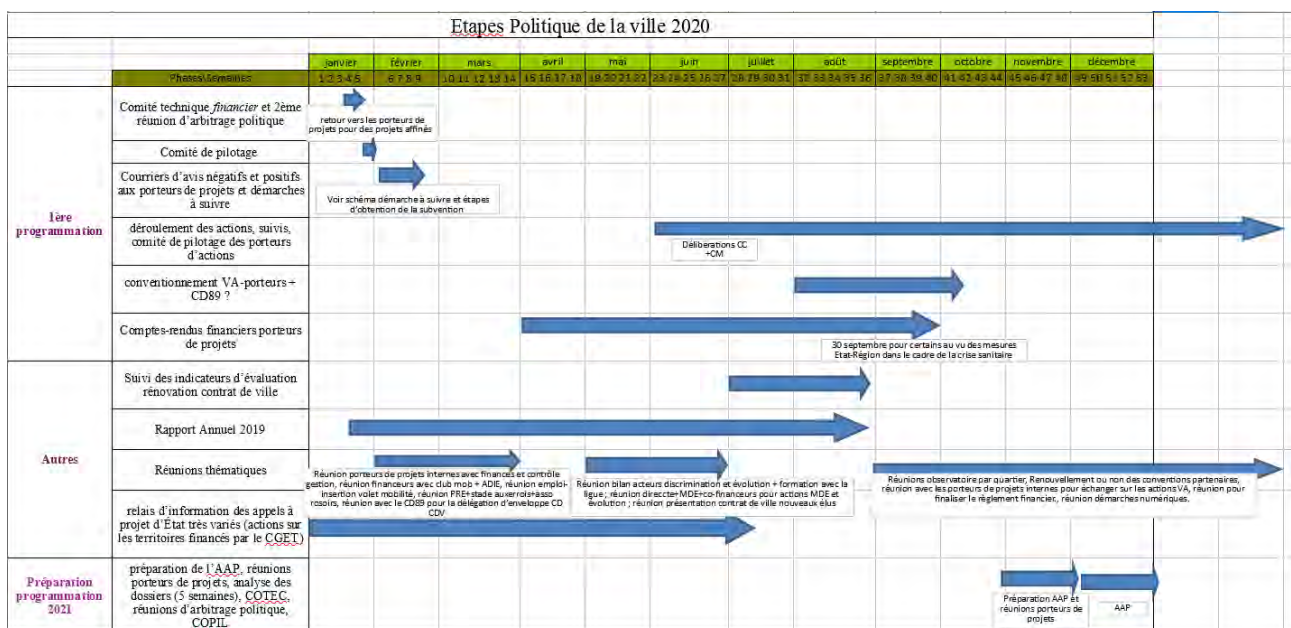 Etapes Politique de la ville 2020
janvier février mars avril mai juin juillet août septembre octobre novembre décembre
Phases\Semaines 1 2 3 4 5 6 7 8 9 10 11 12 13 14 15 16 17 18 19 20 21 22 23 24 25 26 27 28 29 30 31 32 33 34 35 36 37 38 39 40 41 42 43 44 45 46 47 48 49 50 51 52 53
1ère
programmation
Comité technique financier et 2ème
réunion d'arbitrage politique
retour vers les porteurs de
projets pour des projets affinés
Comité de pilotage
Courriers d'avis négatifs et positifs
aux porteurs de projets et démarches
à suivre
Voir schéma démarche à suivre et étapes
d'obtention de la subvention
déroulement des actions, suivis,
comité de pilotage des porteurs
d'actions
Délibérations CC
+CM
conventionnement VA-porteurs +
CD89 ?
Comptes-rendus financiers porteurs
de projets
30 septembre pour certains au vu des mesures
Etat-Région dans le cadre de la crise sanitaire
Autres
Suivi des indicateurs d'évaluation
rénovation contrat de ville
Rapport Annuel 2019
Réunions thématiques
Réunion porteurs de projets internes avec finances et contrôle
gestion, réunion financeurs avec club mob + ADIE, réunion emploi-
insertion volet mobilité, réunion PRE+stade auxerrois+asso
rosoirs, réunion avec le CD89 pour la délégation d'enveloppe CD
CDV
Réunion bilan acteurs discrimination et évolution + formation avec la
ligue ; réunion direccte+MDE+co-financeurs pour actions MDE et
évolution ; réunion présentation contrat de ville nouveaux élus
Réunions observatoire par quartier, Renouvellement ou non des conventions partenaires,
réunion avec les porteurs de projets internes pour échanger sur les actions VA, réunion pour
finaliser le règlement financier, réunion démarches numériques.
relais d'information des appels à
projet d'État très variés (actions sur
les territoires financés par le CGET)
Préparation
programmation
2021
préparation de l'AAP, réunions
porteurs de projets, analyse des
dossiers (5 semaines), COTEC,
réunions d'arbitrage politique,
COPIL
Préparation AAP et
réunions porteurs de
projets
AAP